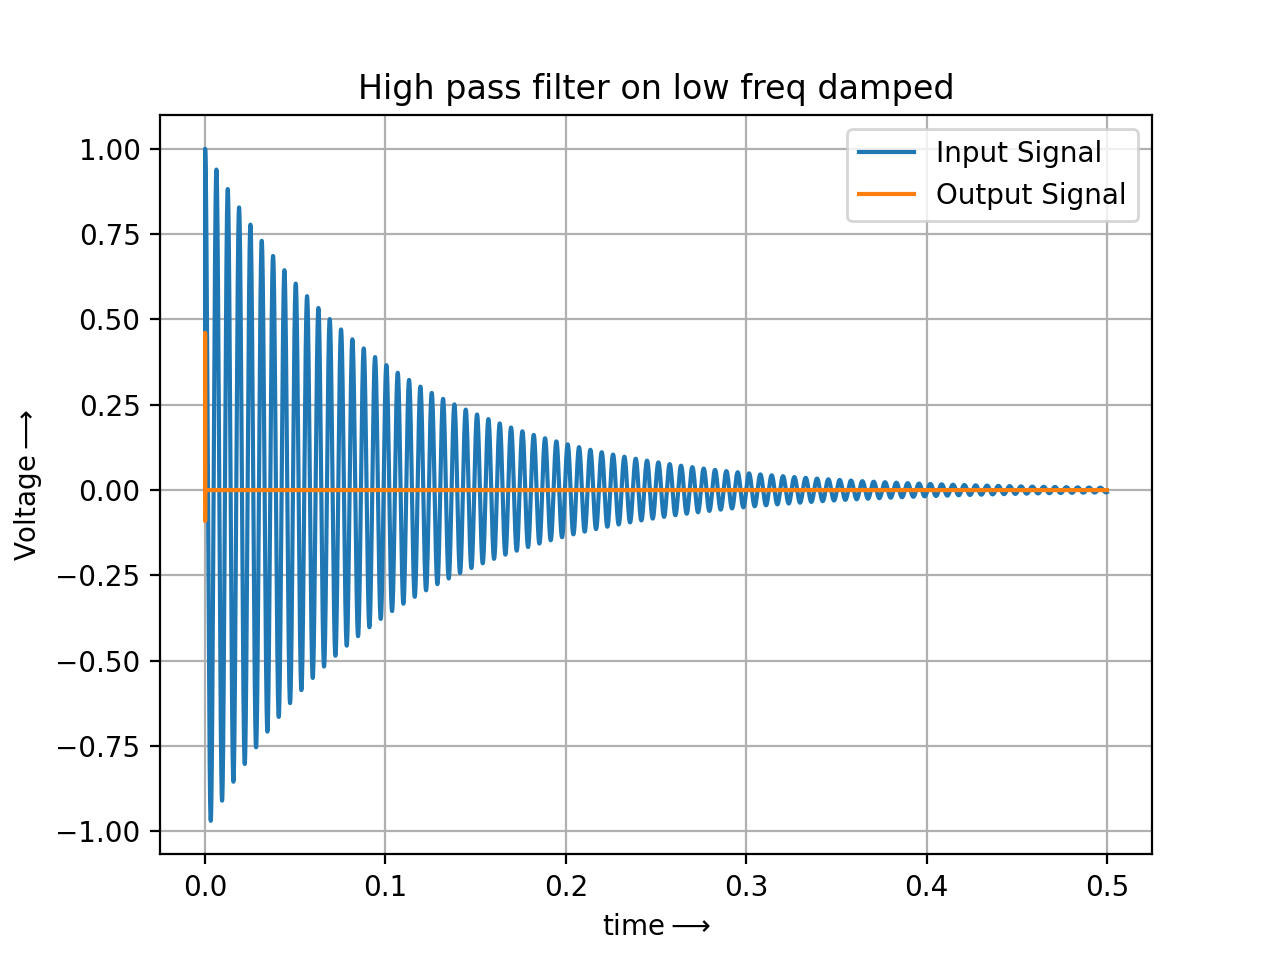 High pass filter on low freq damped
Input Signal
Output Signal
1.00
0.75
0.50
0.25
0.00
−0.25
−0.50
−0.75
−1.00
Voltage⟶
0.0 0.1 0.2 0.3 0.4 0.5
time⟶